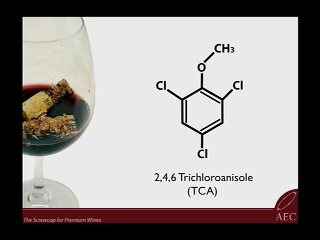 CH3
O
Cl
Cl
Cl
2,4,6 Trichloroanisole
(TCA)
The Screwcap for Premium Wines
AEC